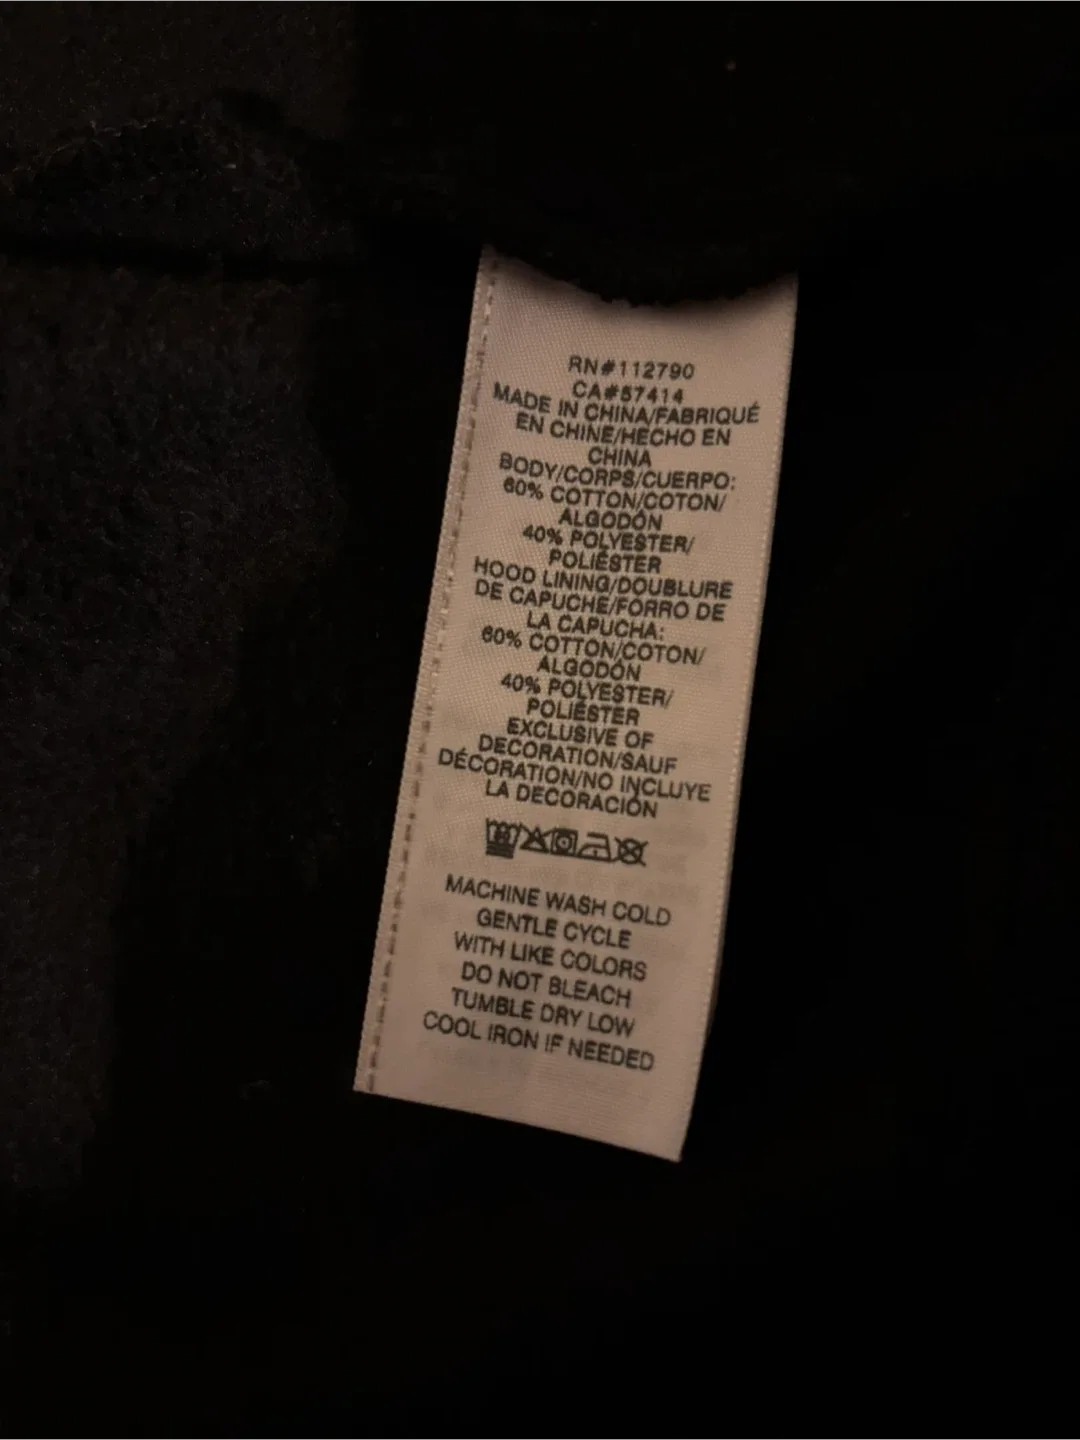 RN#112790
CA#57414
MADE IN CHINA/FABRIQUÉ
EN CHINE/HECHO EN
CHINA
BODY/CORPS/CUERPO:
60% COTTON/COTON/
ALGODÓN
40% POLYESTER/
POLIÉSTER
HOOD LINING/DOUBLURE
DE CAPUCHE/FORRO DE
LA CAPUCHA:
60% COTTON/COTON/
ALGODÓN
40% POLYESTER/
POLIÉSTER
EXCLUSIVE OF
DECORATION/SAUF
DÉCORATION/NO INCLUYE
LA DECORACIÓN
MACHINE WASH COLD
GENTLE CYCLE
WITH LIKE COLORS
DO NOT BLEACH
TUMBLE DRY LOW
COOL IRON IF NEEDED